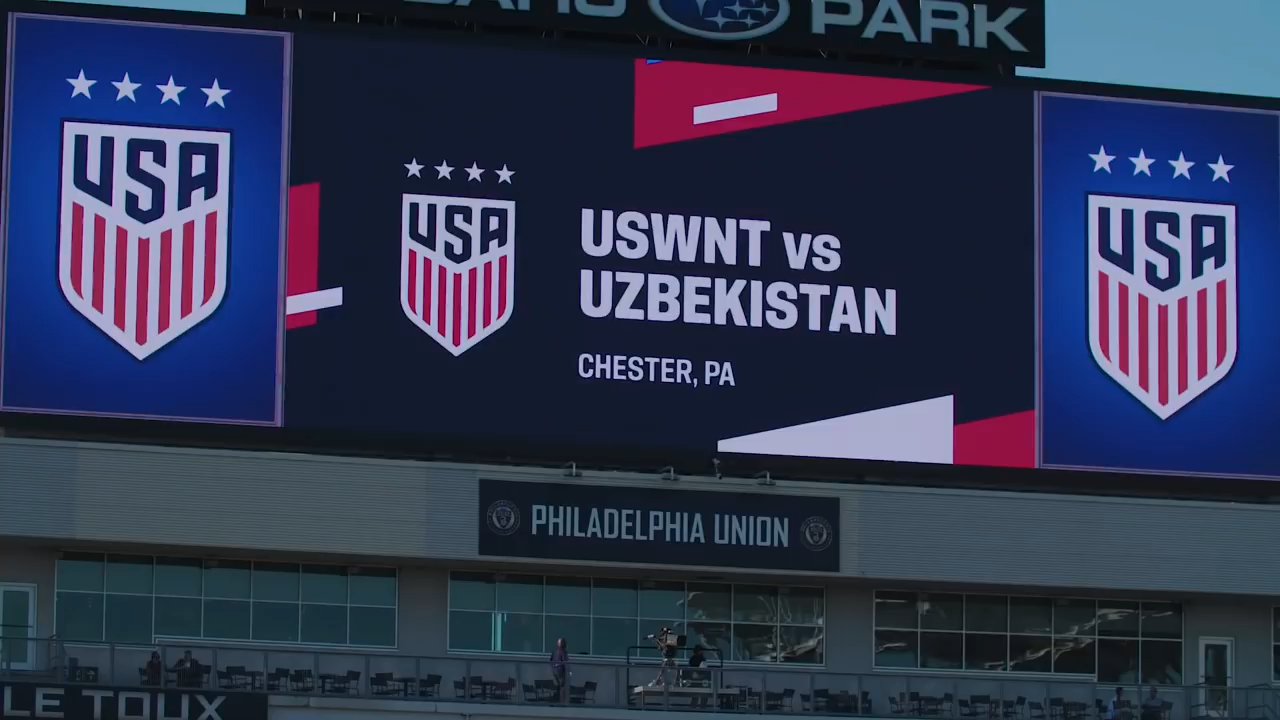 PARK
USA
USA
USWNT VS
UZBEKISTAN
CHESTER, PA
USA
PHILADELPHIA UNION
LE TOUX